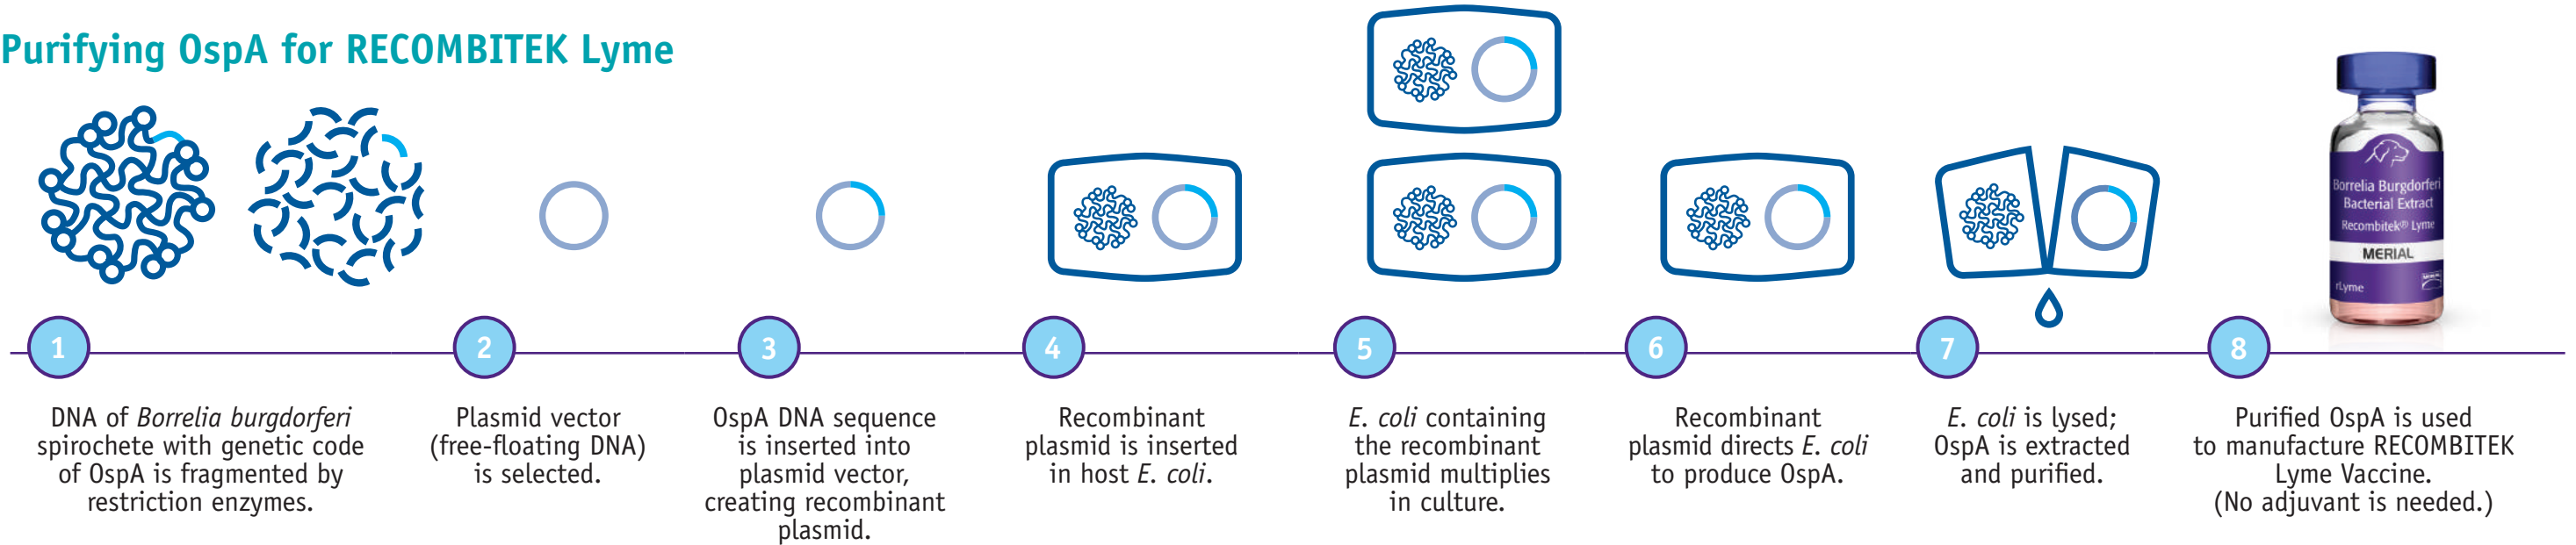 Purifying OspA for RECOMBITEK Lyme
Borrelia Burgdorferi
Bacterial Extract
Recombitek® Lyme
MERIAL
rLyme
1
2
3
4
5
6
7
8
DNA of Borrelia burgdorferi
spirochete with genetic code
of OspA is fragmented by
restriction enzymes.
Plasmid vector
(free-floating DNA)
is selected.
OspA DNA sequence
is inserted into
plasmid vector,
creating recombinant
plasmid.
Recombinant
plasmid is inserted
in host E. coli.
E. coli containing
the recombinant
plasmid multiplies
in culture.
Recombinant
plasmid directs E. coli
to produce OspA.
E. coli is lysed;
OspA is extracted
and purified.
Purified OspA is used
to manufacture RECOMBITEK
Lyme Vaccine.
(No adjuvant is needed.)